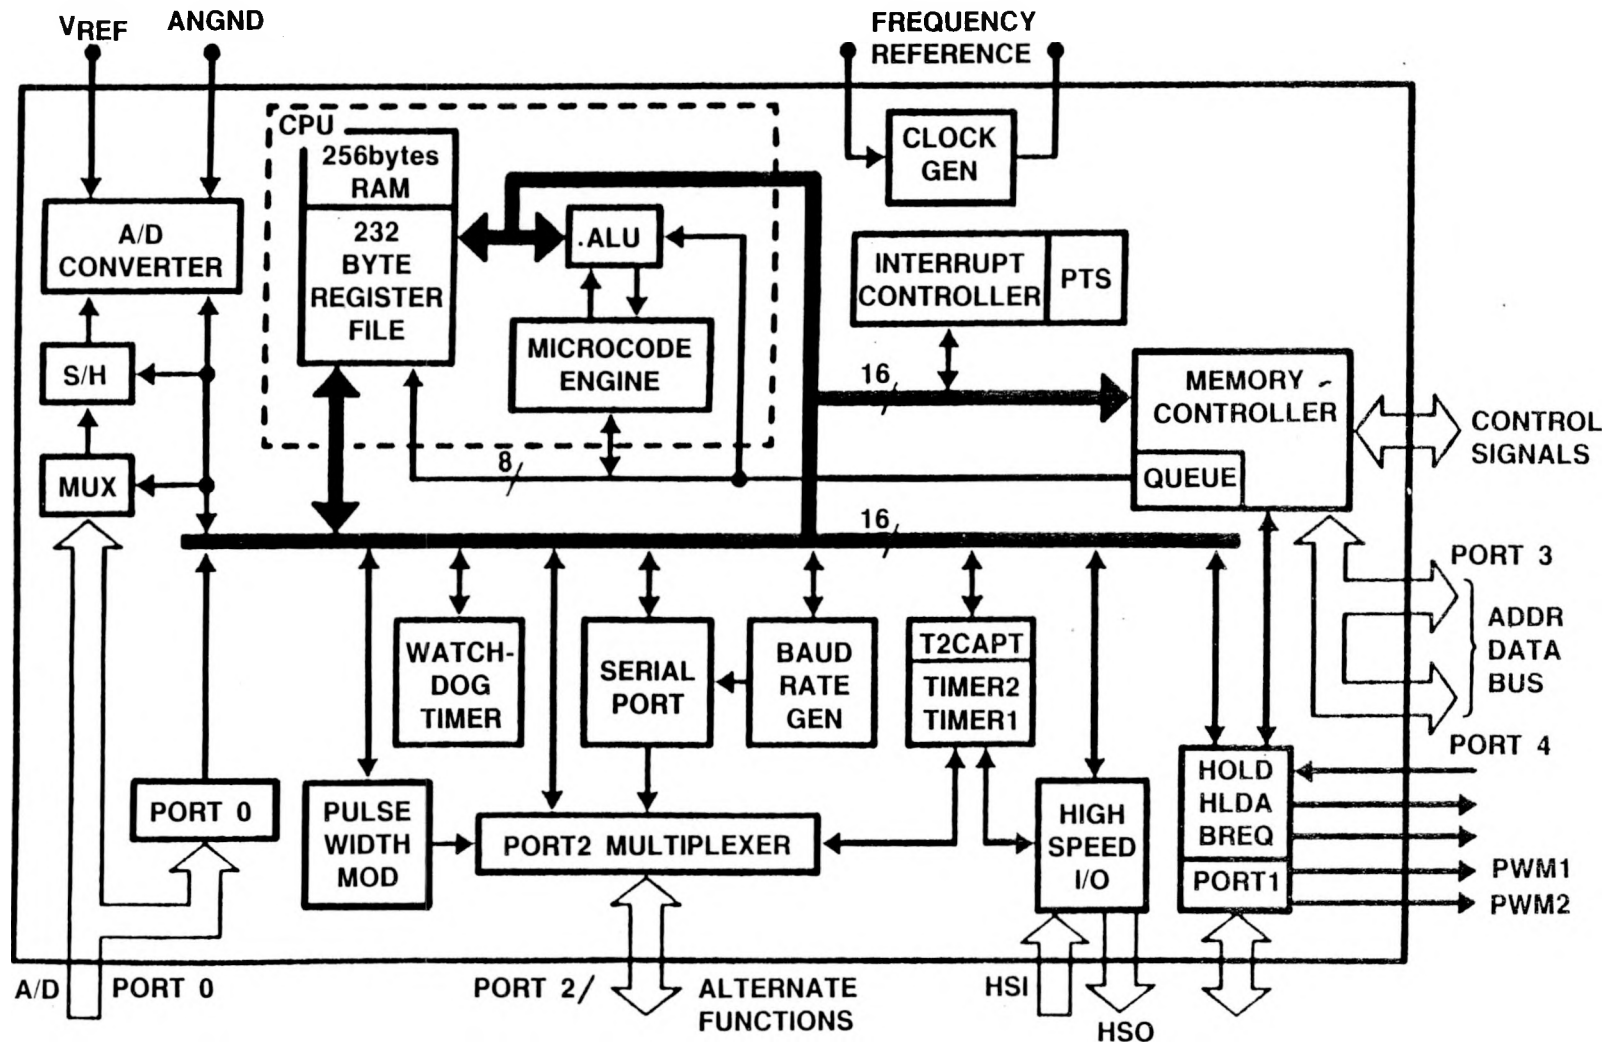 VREF
ANGND
FREQUENCY
REFERENCE
CPU
256bytes
RAM
232
BYTE
REGISTER
FILE
ALU
MICROCODE
ENGINE
CLOCK
GEN
A/D
CONVERTER
S/H
MUX
INTERRUPT
CONTROLLER
PTS
MEMORY
CONTROLLER
QUEUE
CONTROL
SIGNALS
16
8
16
PORT 3
ADDR
DATA
BUS
PORT 4
WATCH-
DOG
TIMER
SERIAL
PORT
BAUD
RATE
GEN
T2CAPT
TIMER2
TIMER1
PORT 0
PULSE
WIDTH
MOD
PORT2 MULTIPLEXER
HIGH
SPEED
I/O
HOLD
HLDA
BREQ
PORT1
PWM1
PWM2
A/D
PORT 0
PORT 2/
ALTERNATE
FUNCTIONS
HSI
HSO